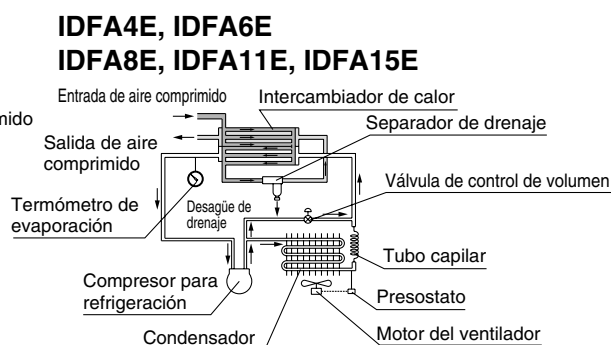 IDFA4E, IDFA6E
IDFA8E, IDFA11E, IDFA15E
Entrada de aire comprimido
Intercambiador de calor
Separador de drenaje
Salida de aire
comprimido
Válvula de control de volumen
Termómetro de
evaporación
Desagüe de
drenaje
Tubo capilar
Compresor para
refrigeración
Presostato
Condensador
Motor del ventilador